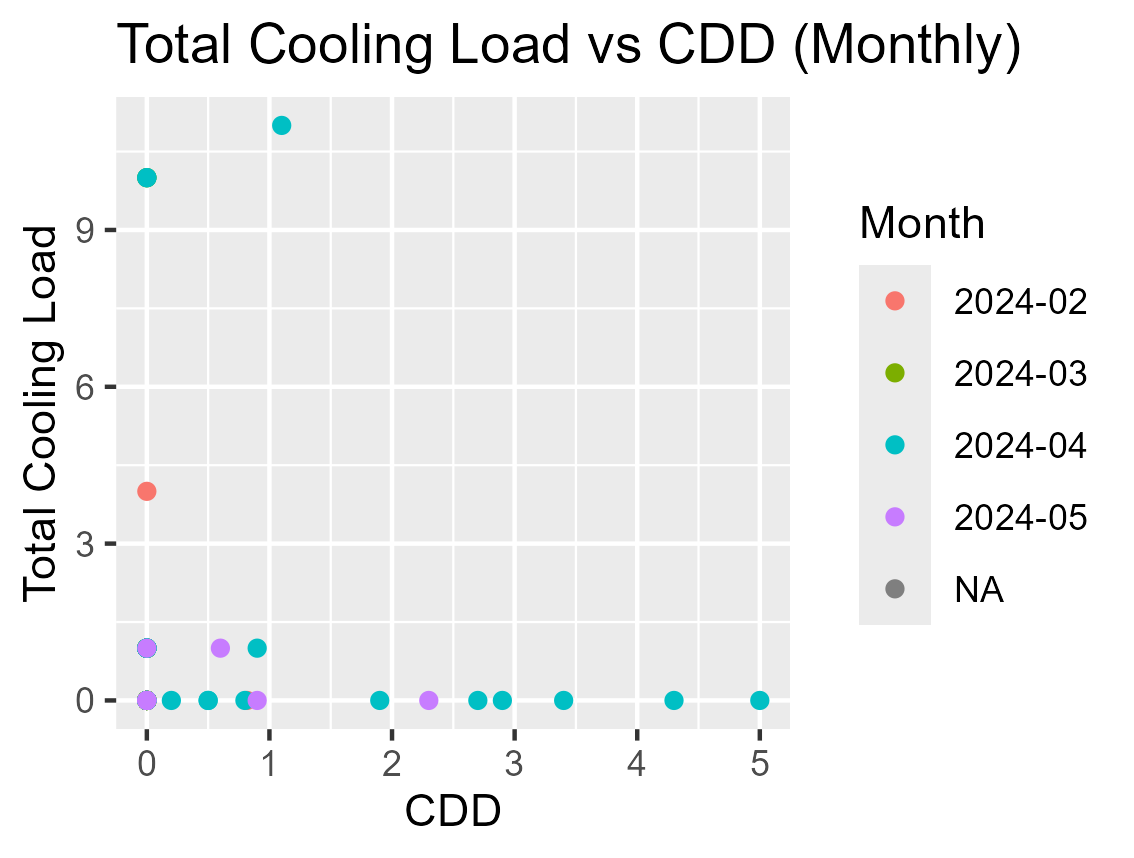 Total Cooling Load vs CDD (Monthly)
Total Cooling Load
9
6
3
0
0 1 2 3 4 5
CDD
Month
2024-02
2024-03
2024-04
2024-05
NA